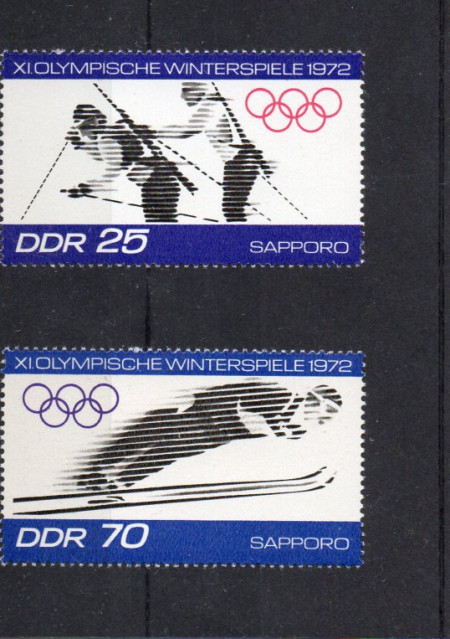 XI.OLYMPISCHE WINTERSPIELE 1972
DDR 25 SAPPORO
XI.OLYMPISCHE WINTERSPIELE 1972
DDR 70 SAPPORO